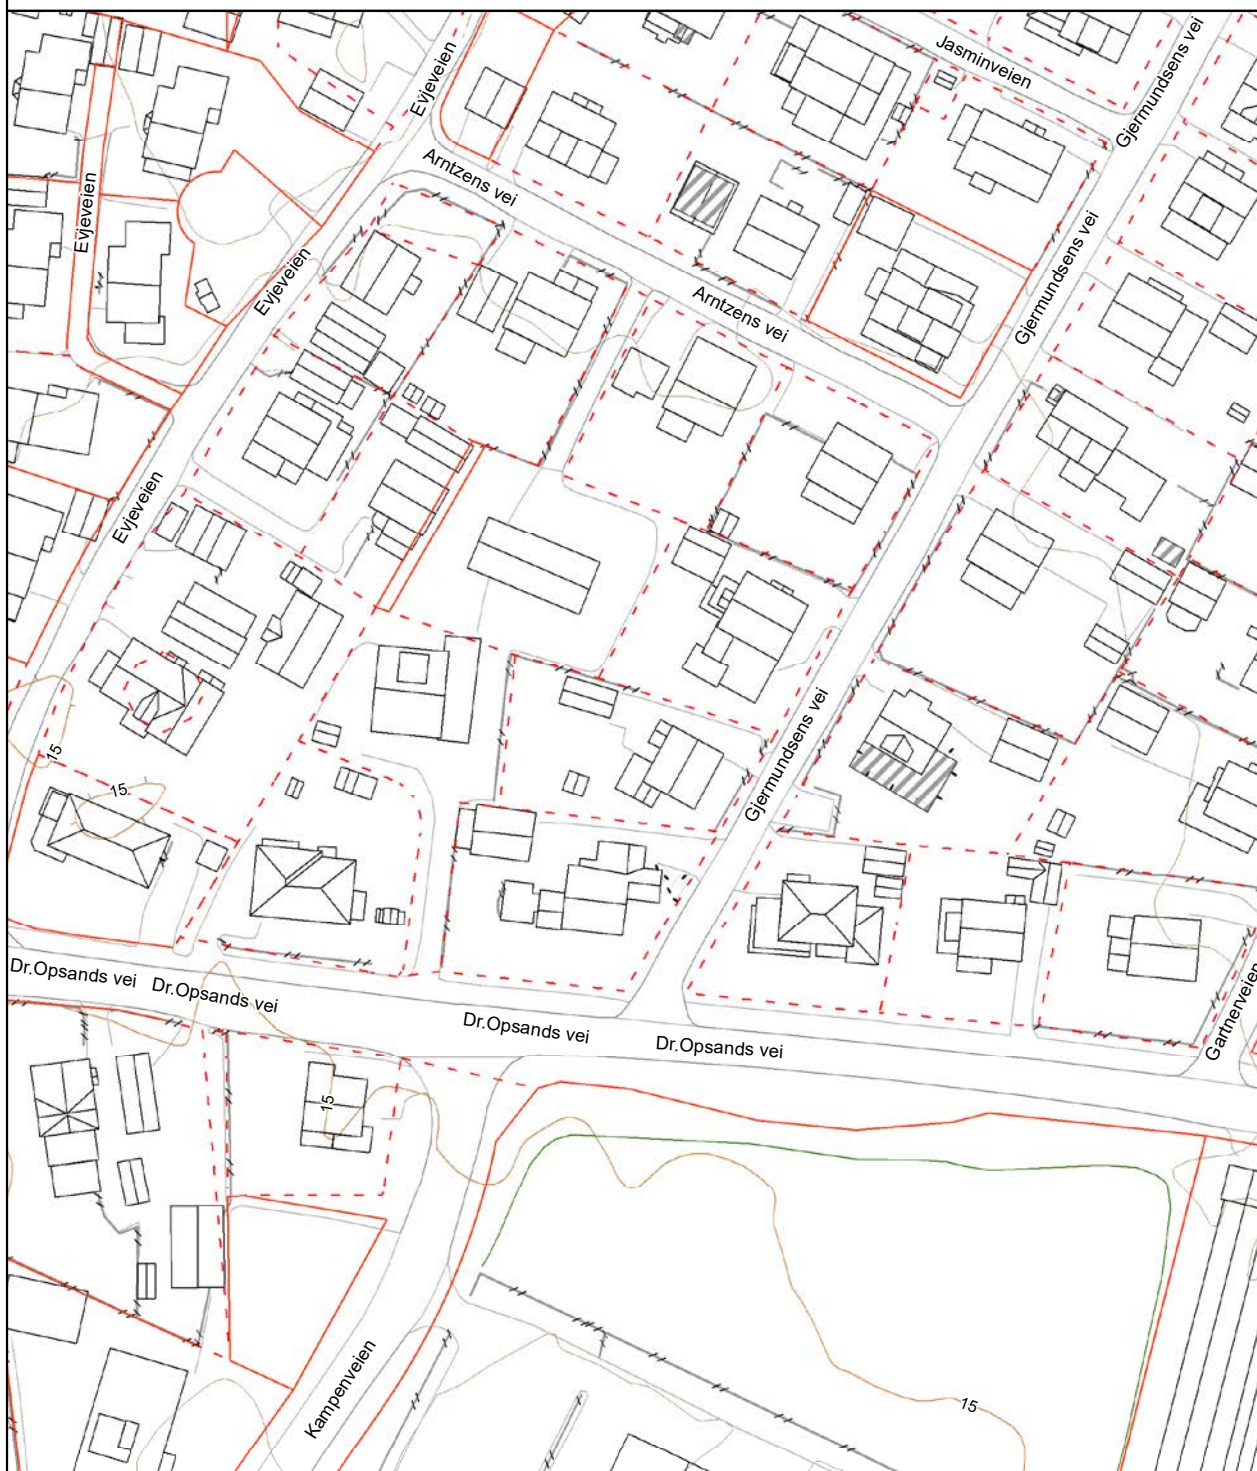 Evjeveien
Jasminveien
Gjermundsens vei
Arntzens vei
Evjeveien
Evjeveien
Gjermundsens vei
Arntzens vei
Evjeveien
Gjermundsens vei
15
15
Dr.Opsands vei
Dr.Opsands vei
Dr.Opsands vei
Dr.Opsands vei
Gartnerveien
15
Kampenveien
15